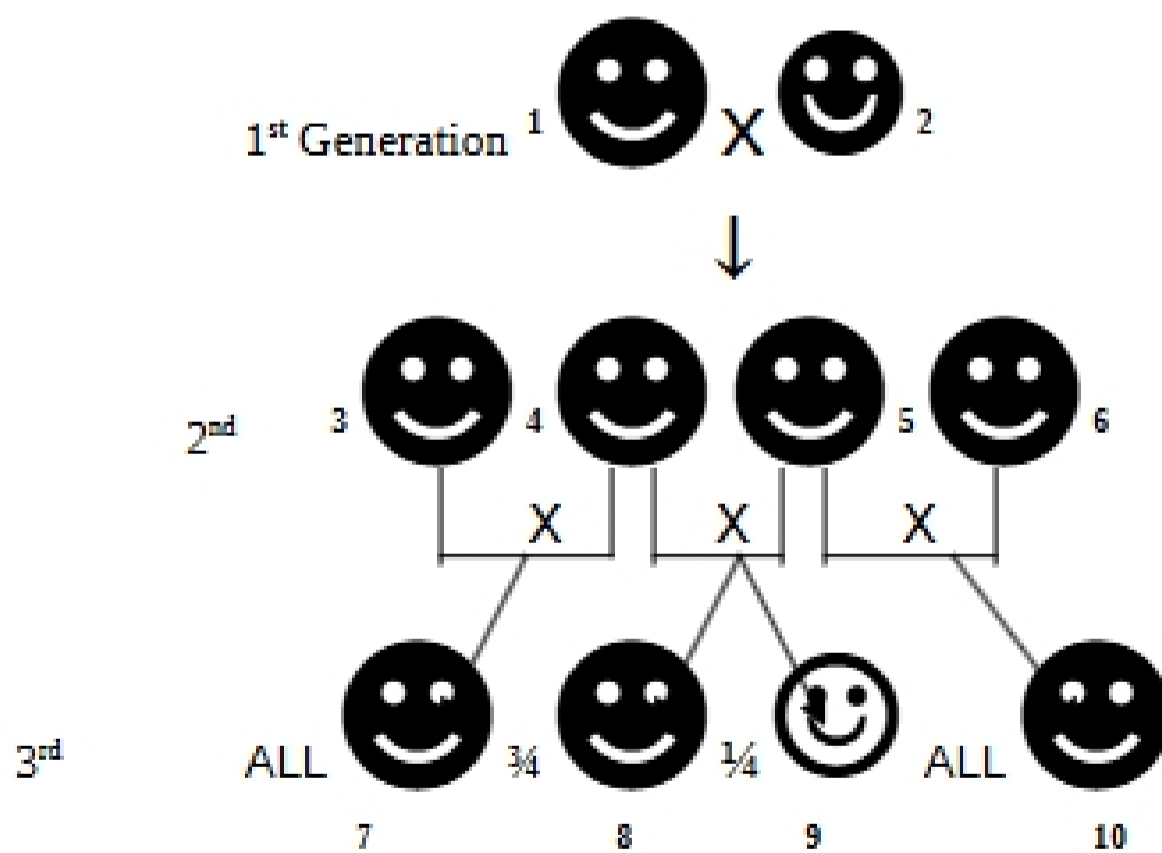 1 X 2
1st Generation
↓
3 4 5 6
2nd
X X X
3rd ALL ¾ ¼ ALL
7 8 9 10